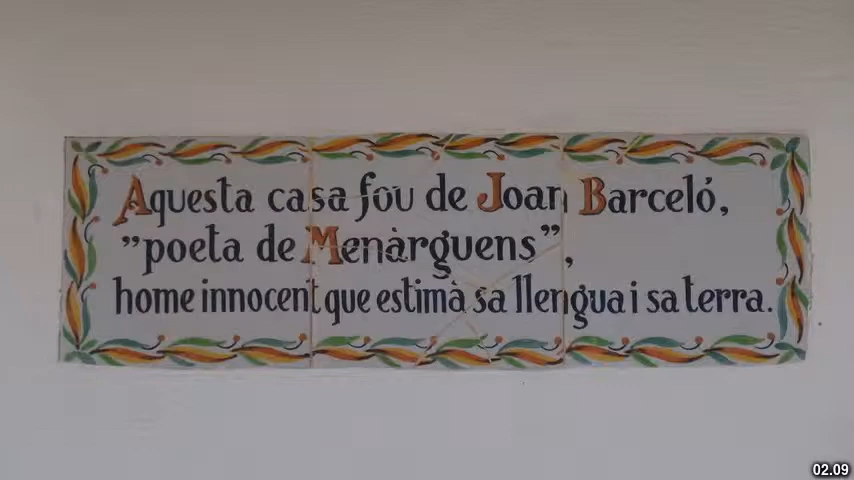 Aquesta casa fou de Joan Barceló,
"poeta de Menàrguens",
home innocent que estimà sa llengua i sa terra.
02.09